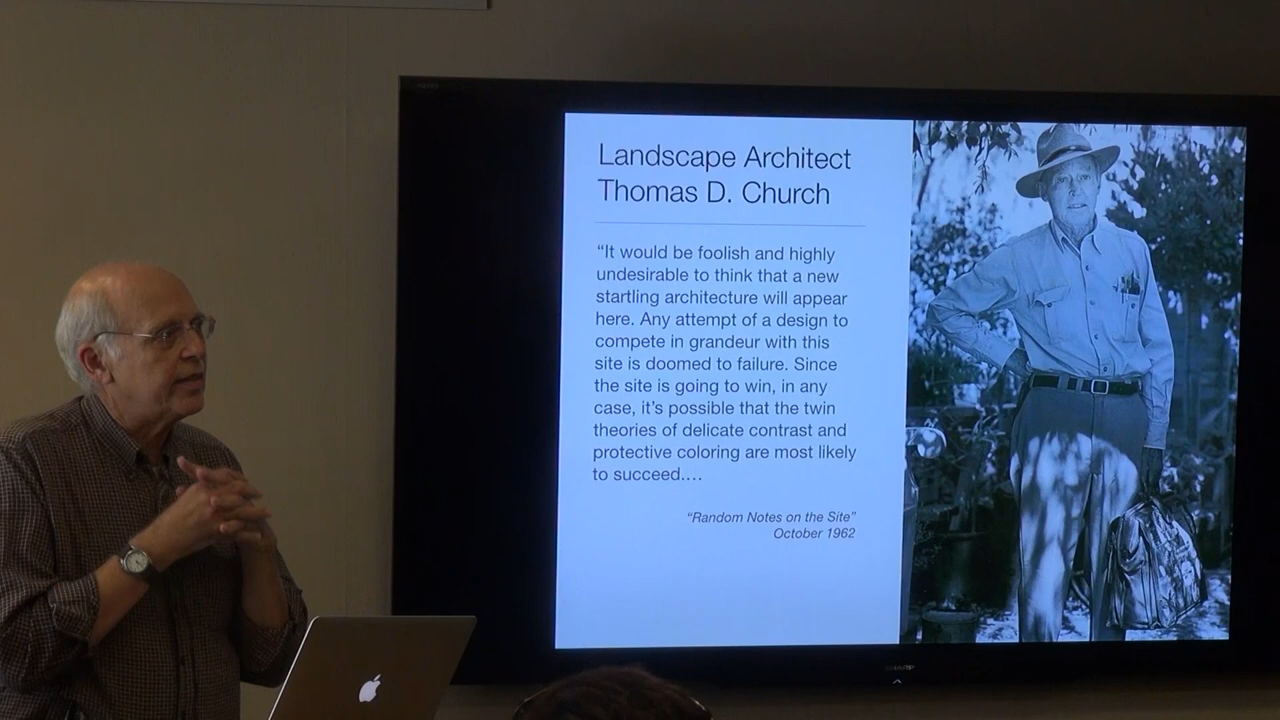 Landscape Architect
Thomas D. Church
“It would be foolish and highly
undesirable to think that a new
startling architecture will appear
here. Any attempt of a design to
compete in grandeur with this
site is doomed to failure. Since
the site is going to win, in any
case, it’s possible that the twin
theories of delicate contrast and
protective coloring are most likely
to succeed....
“Random Notes on the Site”
October 1962
SHARP